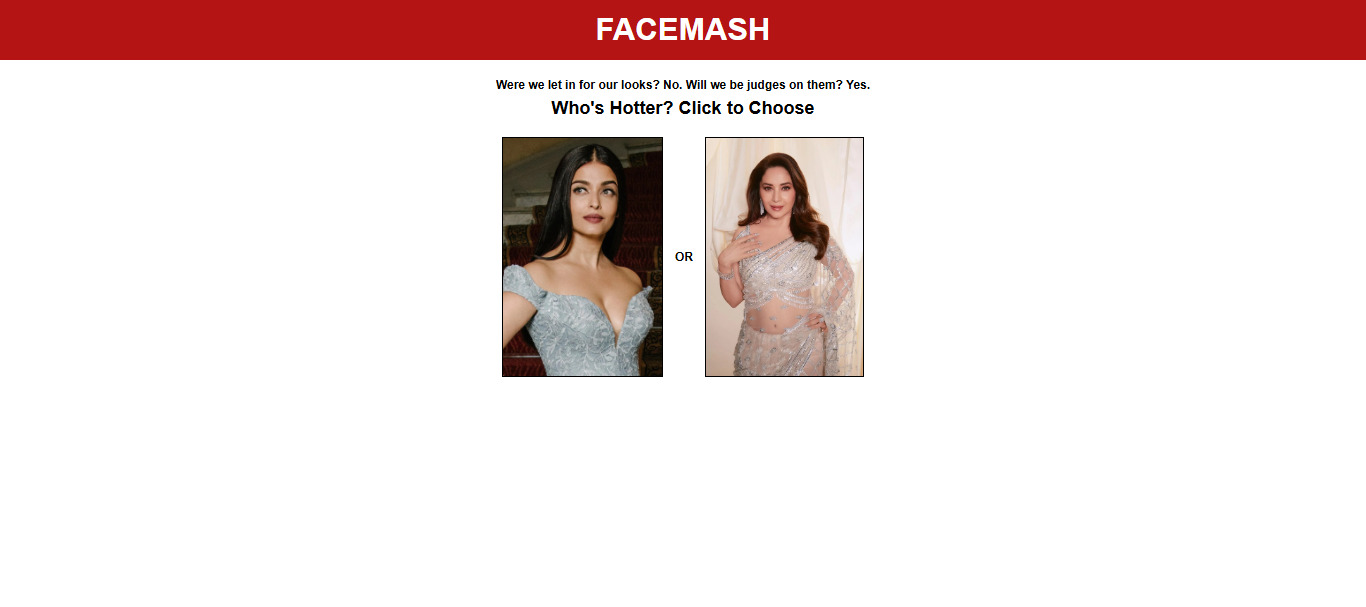 FACEMASH
Were we let in for our looks? No. Will we be judges on them? Yes.
Who's Hotter? Click to Choose
OR